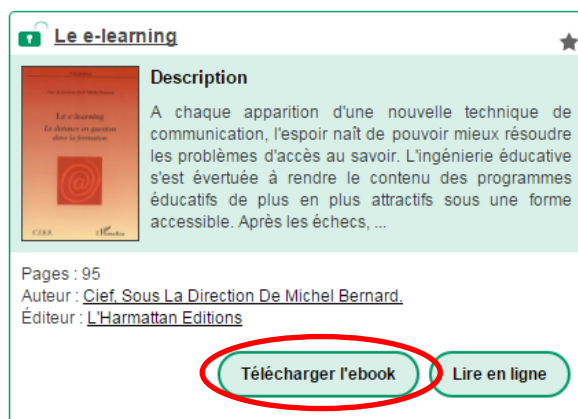 Le e-learning
Description
A chaque apparition d'une nouvelle technique de
communication, l'espoir naît de pouvoir mieux résoudre
les problèmes d'accès au savoir. L'ingénierie éducative
s'est évertuée à rendre le contenu des programmes
éducatifs de plus en plus attractifs sous une forme
accessible. Après les échecs, ...
Le e-learning
La distance en question
dans la formation
C.I.E.F.
L'Harmattan
Pages : 95
Auteur : Cief, Sous La Direction De Michel Bernard.
Éditeur : L'Harmattan Editions
Télécharger l'ebook
Lire en ligne